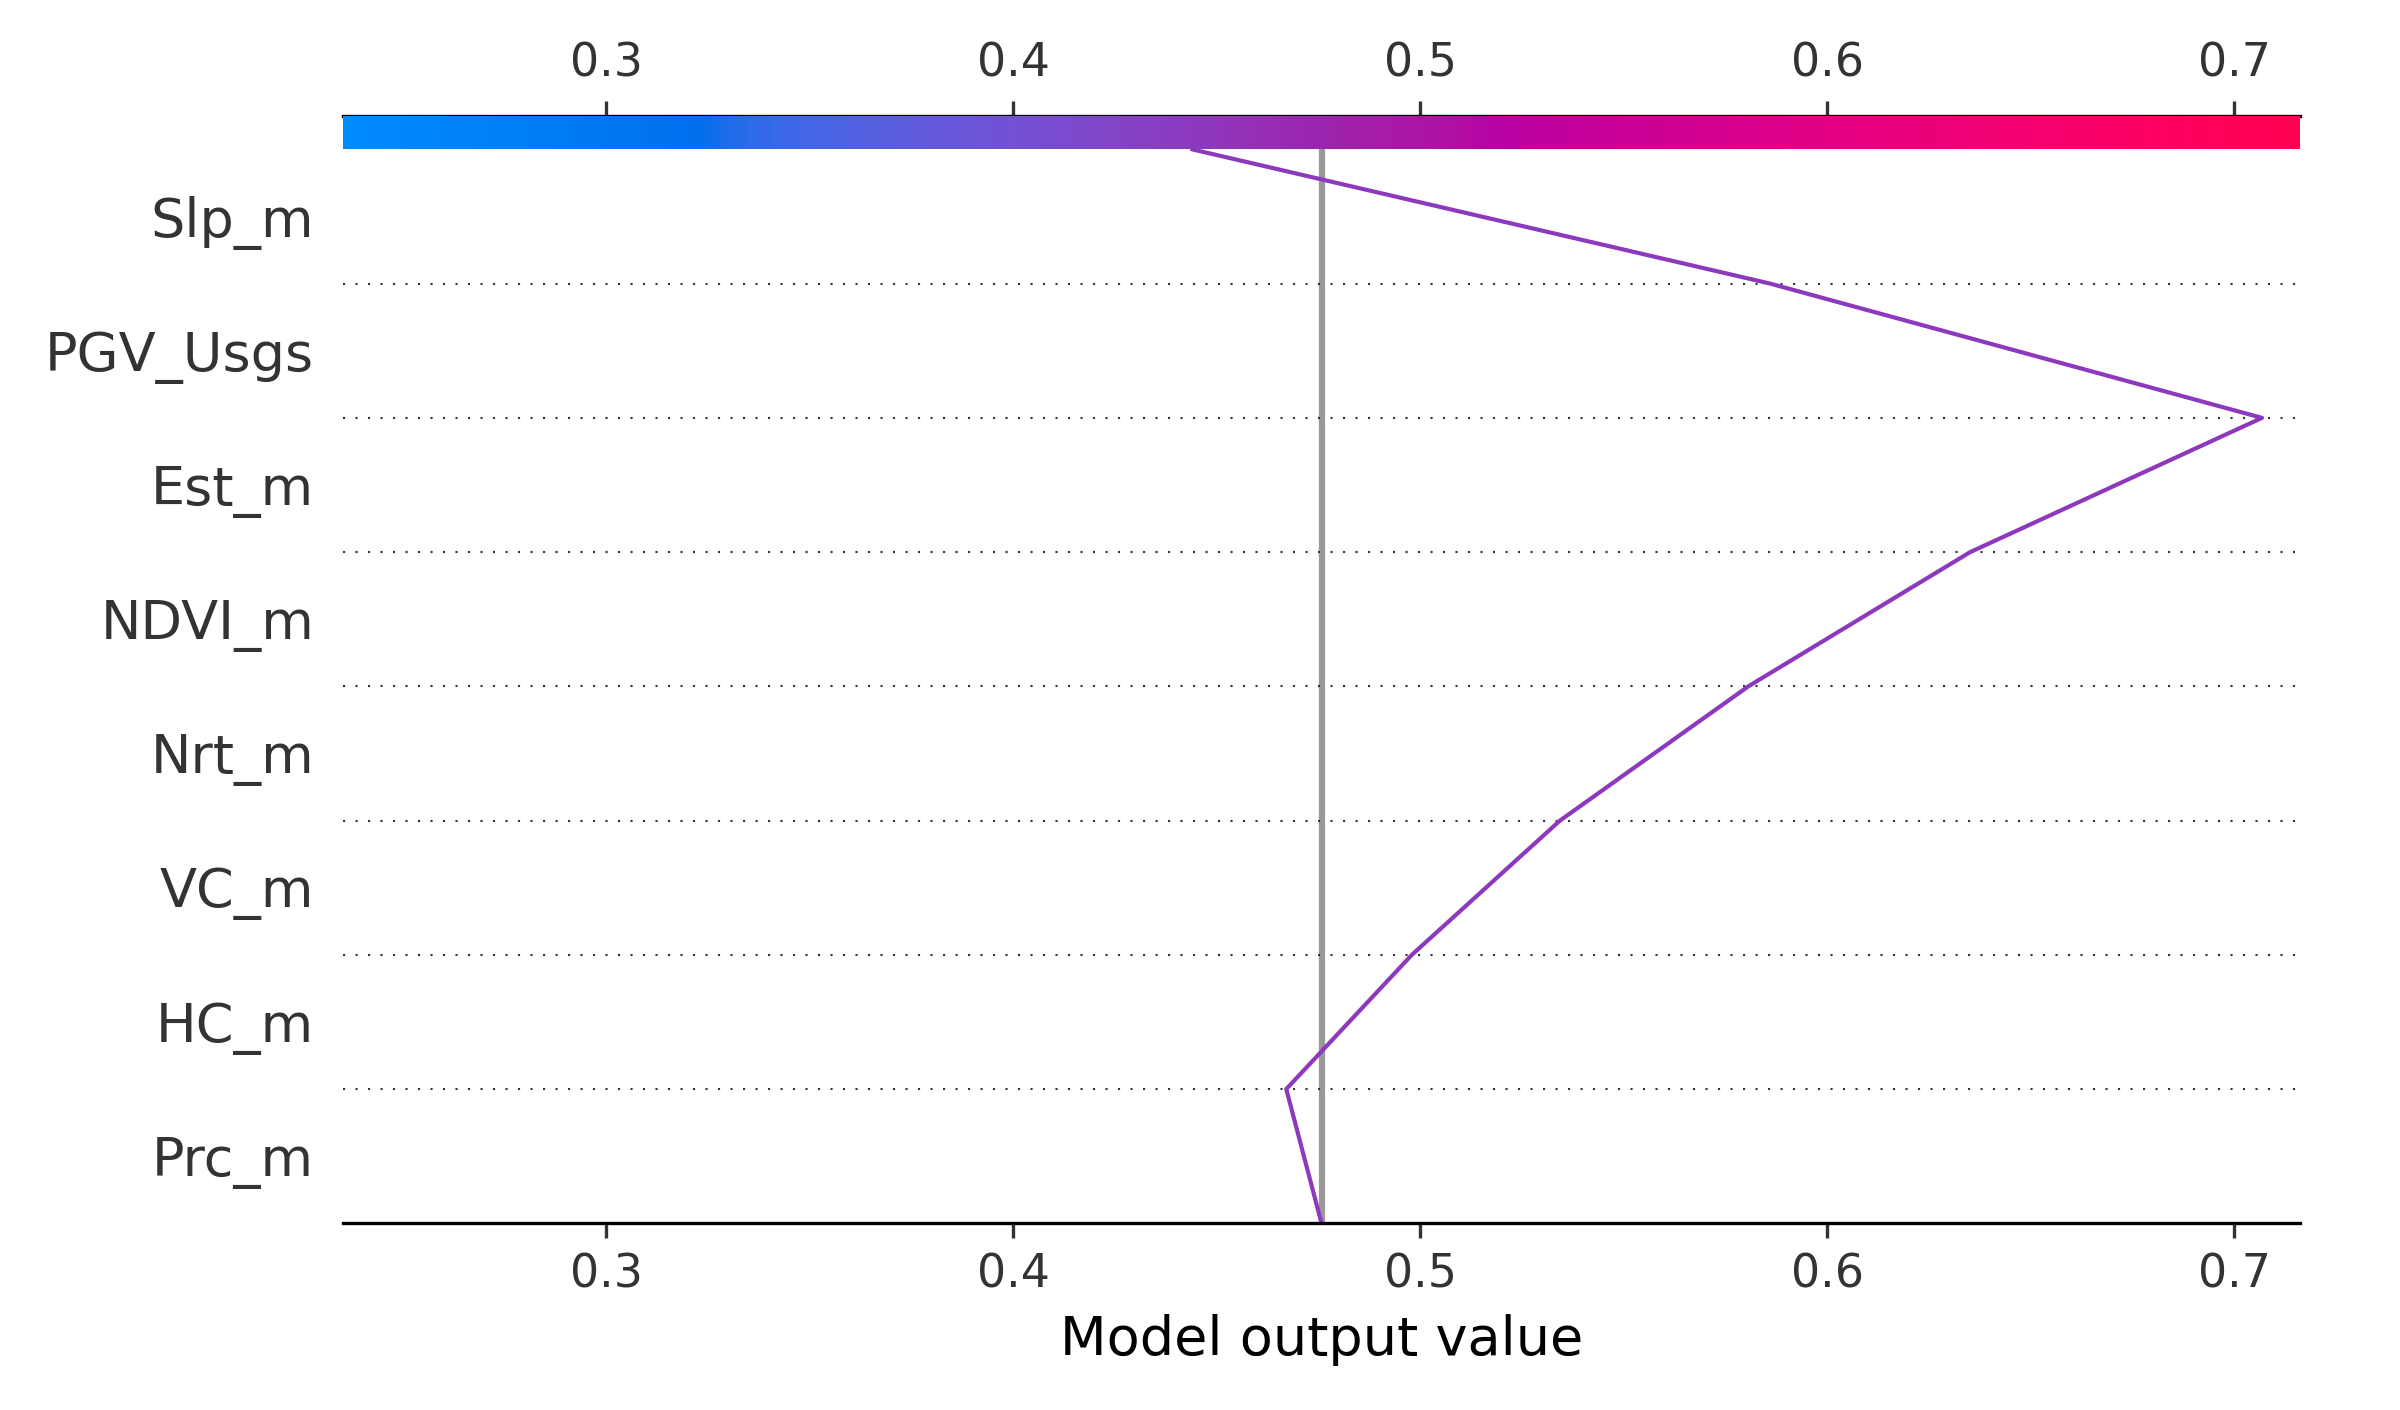 0.3 0.4 0.5 0.6 0.7
Slp_m
PGV_Usgs
Est_m
NDVI_m
Nrt_m
VC_m
HC_m
Prc_m
0.3 0.4 0.5 0.6 0.7
Model output value